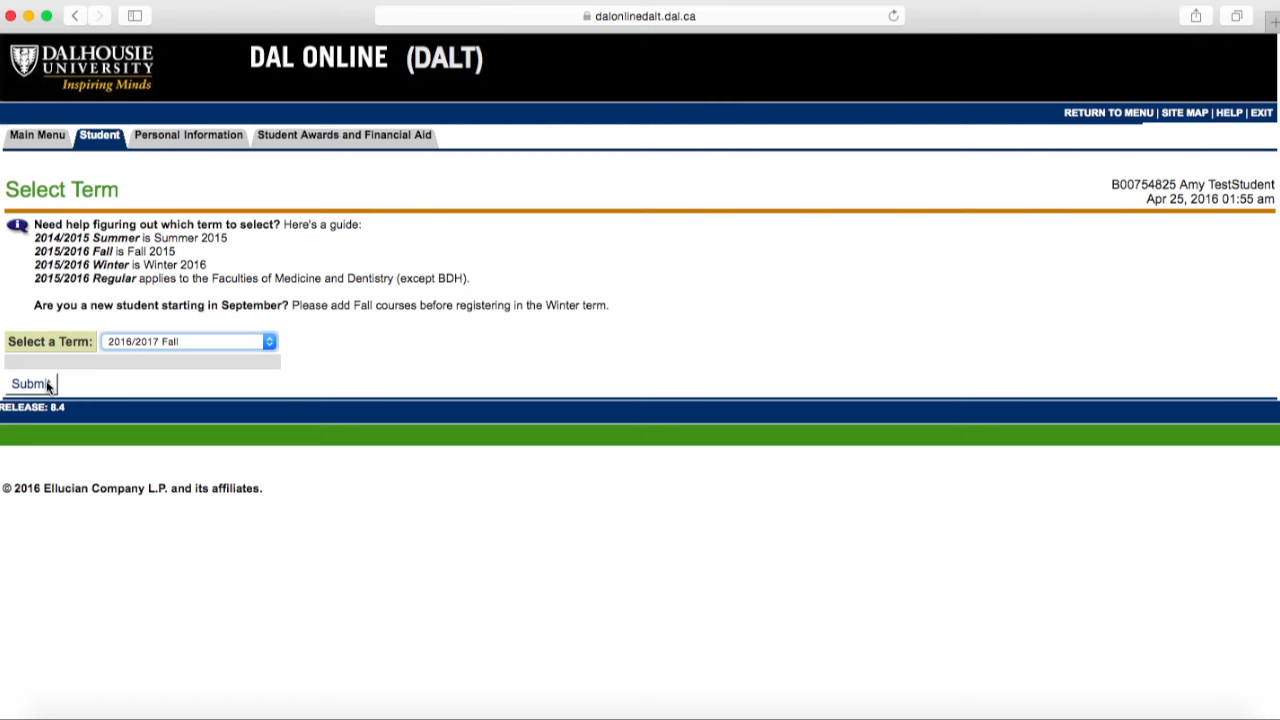 dalonlinedalt.dal.ca
DALHOUSIE
UNIVERSITY
Inspiring Minds
DAL ONLINE (DALT)
RETURN TO MENU | SITE MAP | HELP | EXIT
Main Menu Student Personal Information Student Awards and Financial Aid
Select Term
B00754825 Amy TestStudent
Apr 25, 2016 01:55 am
Need help figuring out which term to select? Here's a guide:
2014/2015 Summer is Summer 2015
2015/2016 Fall is Fall 2015
2015/2016 Winter is Winter 2016
2015/2016 Regular applies to the Faculties of Medicine and Dentistry (except BDH).
Are you a new student starting in September? Please add Fall courses before registering in the Winter term.
Select a Term: 2016/2017 Fall
Submit
RELEASE: 8.4
© 2016 Ellucian Company L.P. and its affiliates.